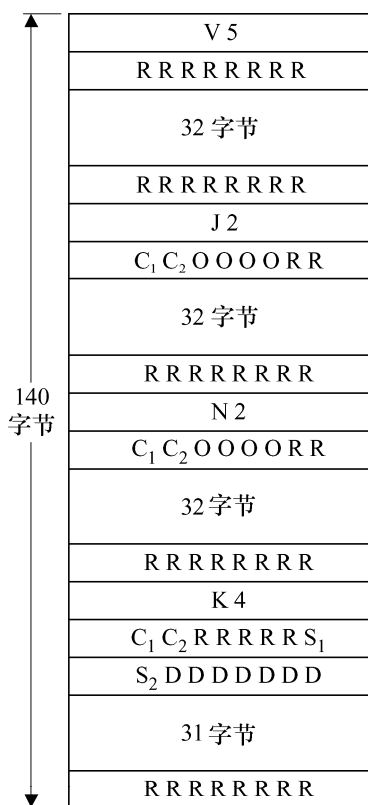 V 5
R R R R R R R R
32 字节
R R R R R R R R
J 2
C₁ C₂ O O O O R R
32 字节
R R R R R R R R
140
字节
N 2
C₁ C₂ O O O O R R
32 字节
R R R R R R R R
K 4
C₁ C₂ R R R R R S₁
S₂ D D D D D D D
31 字节
R R R R R R R R